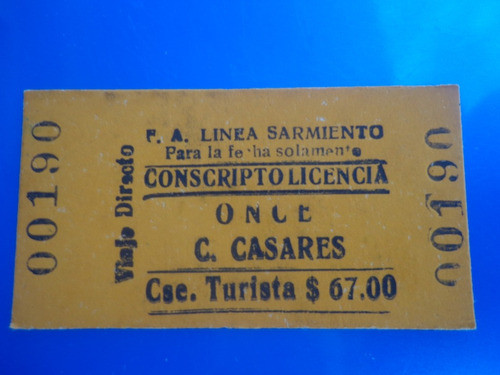 00190
Viaje Directo
F. A. LINEA SARMIENTO
Para la fecha solamente
CONSCRIPTO LICENCIA
ONCE
C. CASARES
Cse. Turista $ 67.00
00190